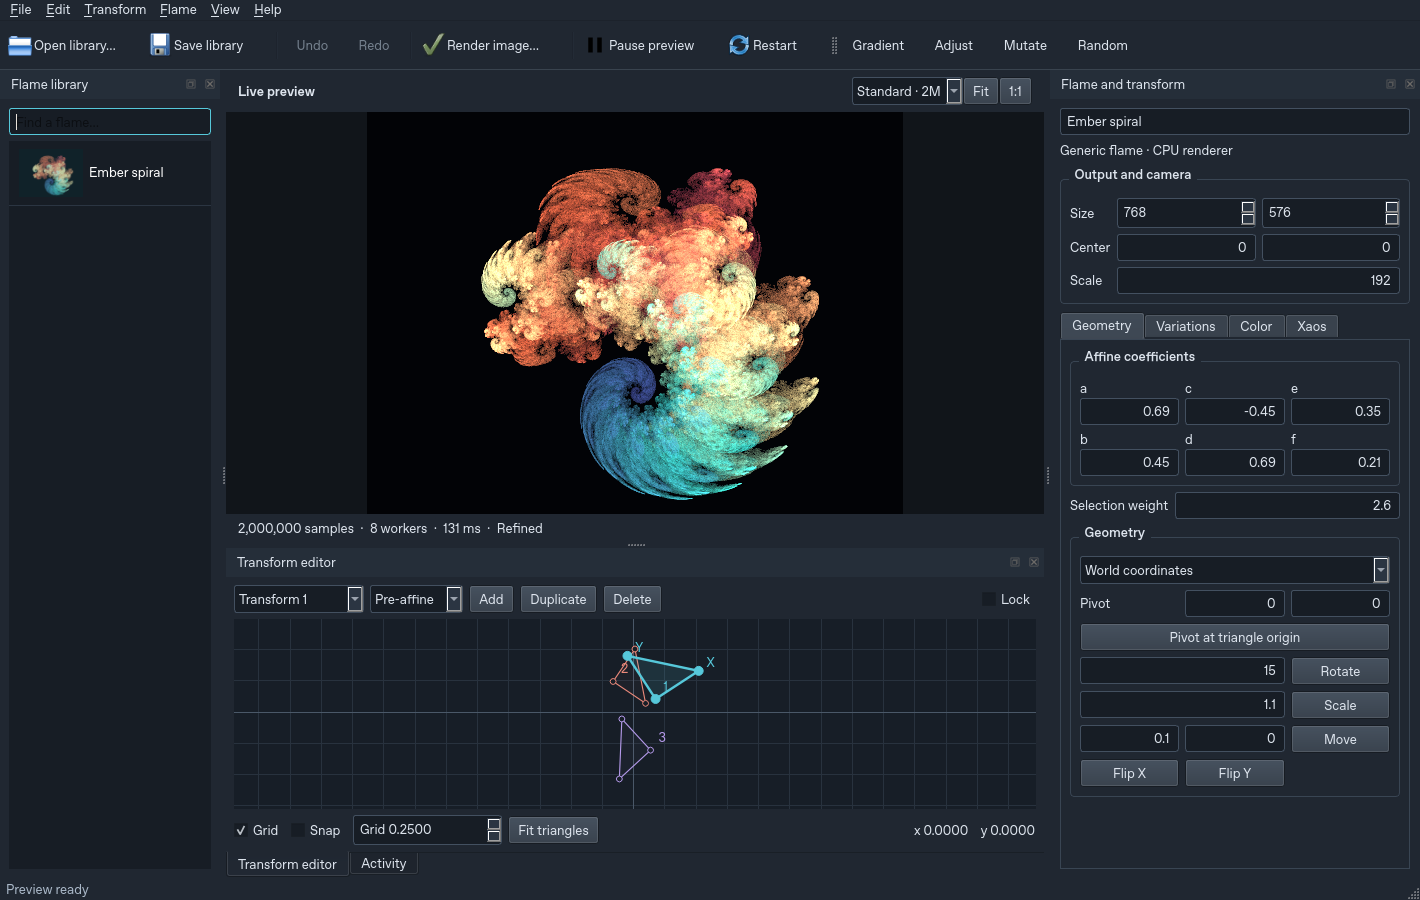 File Edit Transform Flame View Help
Open library... Save library Undo Redo Render image... Pause preview Restart Gradient Adjust Mutate Random
Flame library
Find a flame...
Ember spiral
Live preview Standard · 2M Fit 1:1
2,000,000 samples · 8 workers · 131 ms · Refined
Transform editor
Transform 1 Pre-affine Add Duplicate Delete Lock
Y
X
2
1
3
Grid Snap Grid 0.2500 Fit triangles x 0.0000 y 0.0000
Transform editor Activity
Flame and transform
Ember spiral
Generic flame · CPU renderer
Output and camera
Size 768 576
Center 0 0
Scale 192
Geometry Variations Color Xaos
Affine coefficients
a c e
0.69 -0.45 0.35
b d f
0.45 0.69 0.21
Selection weight 2.6
Geometry
World coordinates
Pivot 0 0
Pivot at triangle origin
15 Rotate
1.1 Scale
0.1 0 Move
Flip X Flip Y
Preview ready